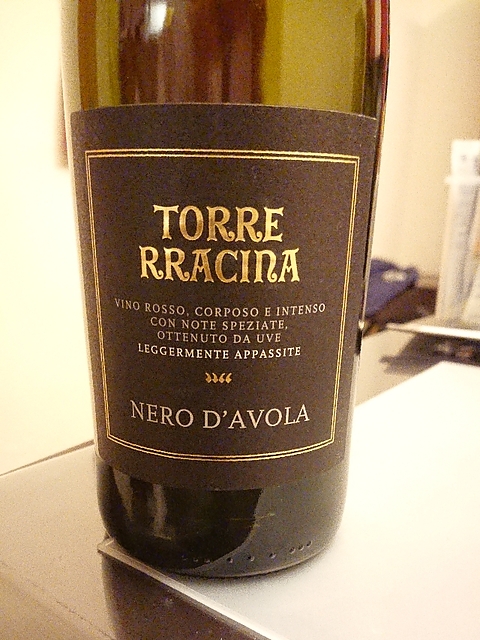 TORRE
RRACINA
VINO ROSSO, CORPOSO E INTENSO
CON NOTE SPEZIATE,
OTTENUTO DA UVE
LEGGERMENTE APPASSITE
NERO D'AVOLA